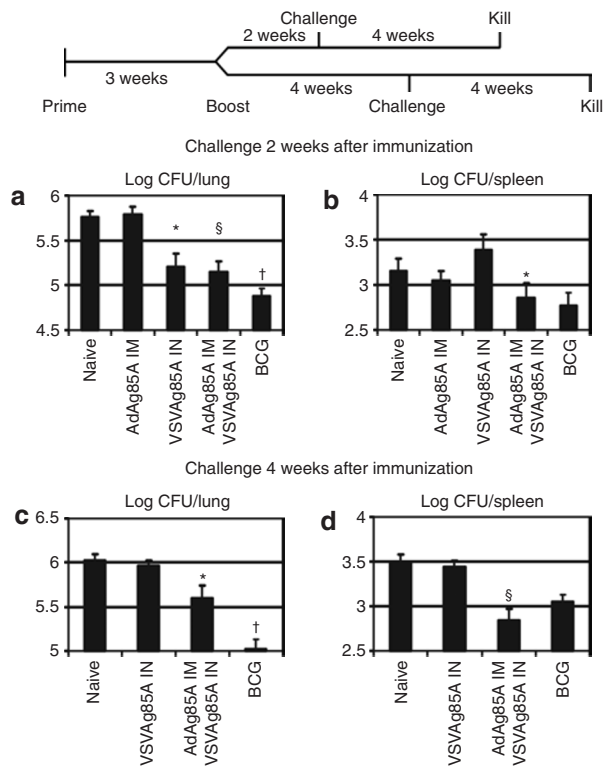 Challenge Kill
2 weeks 4 weeks
3 weeks
4 weeks 4 weeks
Prime Boost Challenge Kill
Challenge 2 weeks after immunization
a Log CFU/lung
6
5.5
5
4.5
* § †
Naive
AdAg85A IM
VSVAg85A IN
AdAg85A IM
VSVAg85A IN
BCG
b Log CFU/spleen
4
3.5
3
2.5
*
Naive
AdAg85A IM
VSVAg85A IN
AdAg85A IM
VSVAg85A IN
BCG
Challenge 4 weeks after immunization
c Log CFU/lung
6.5
6
5.5
5
* †
Naive
VSVAg85A IN
AdAg85A IM
VSVAg85A IN
BCG
d Log CFU/spleen
4
3.5
3
2.5
§
Naive
VSVAg85A IN
AdAg85A IM
VSVAg85A IN
BCG